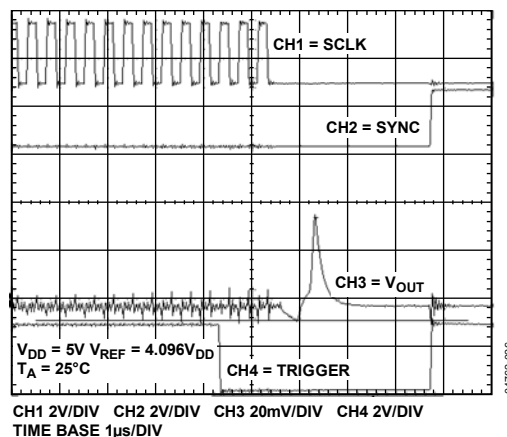 CH1 = SCLK
CH2 = SYNC
CH3 = VOUT
VDD = 5V VREF = 4.096VDD
TA = 25°C
CH4 = TRIGGER
CH1 2V/DIV CH2 2V/DIV CH3 20mV/DIV CH4 2V/DIV
TIME BASE 1µs/DIV